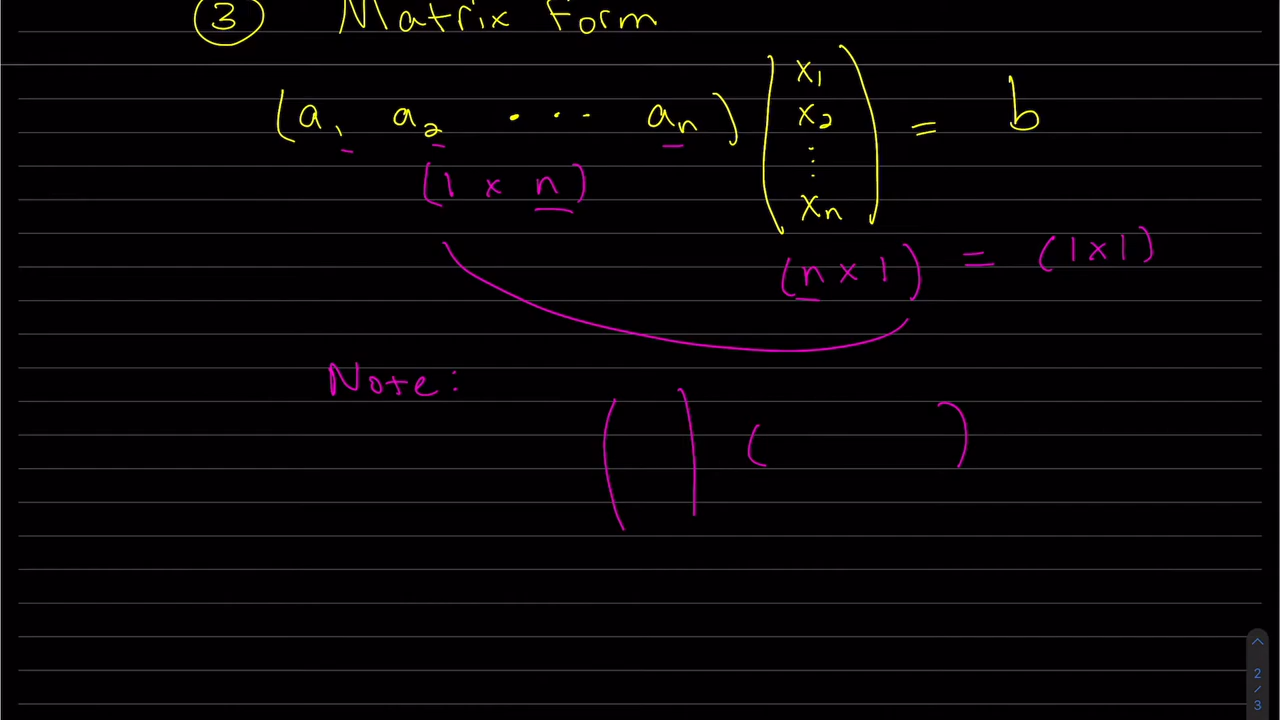 ③ Matrix form
(a₁ a₂ . . . . aₙ) (x₁ x₂ ⋮ xₙ) = b
(1 x n)
(n x 1) = (1x1)
Note:
( ) ( )
2
/
3